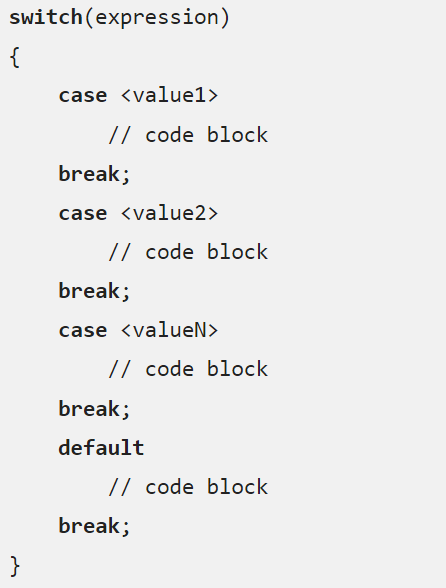 switch(expression)
{
    case <value1>
        // code block
    break;
    case <value2>
        // code block
    break;
    case <valueN>
        // code block
    break;
    default
        // code block
    break;
}